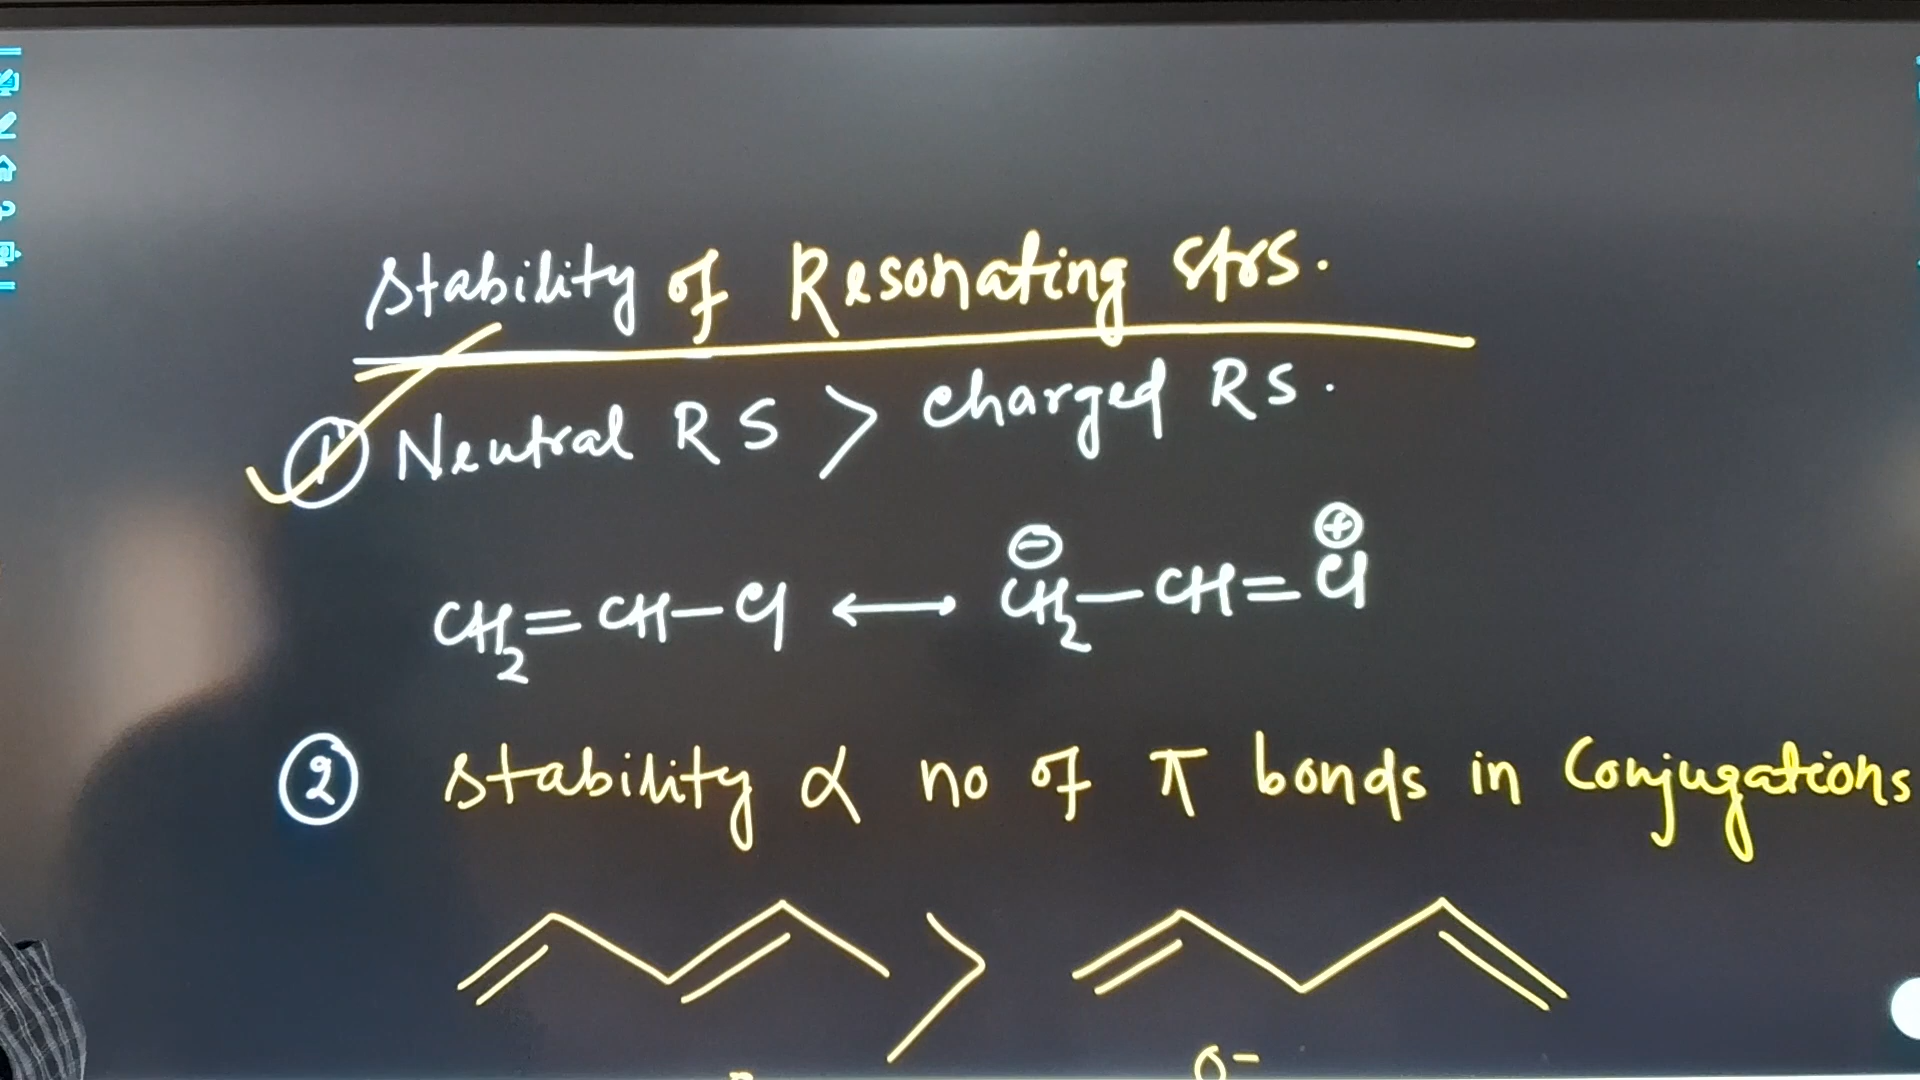 Stability of Resonating Strs.
① Neutral RS > charged RS.
CH₂=CH–Cl ⟷ CH₂⊖–CH=Cl⊕
② Stability ∝ no of π bonds in Conjugations
>
O–